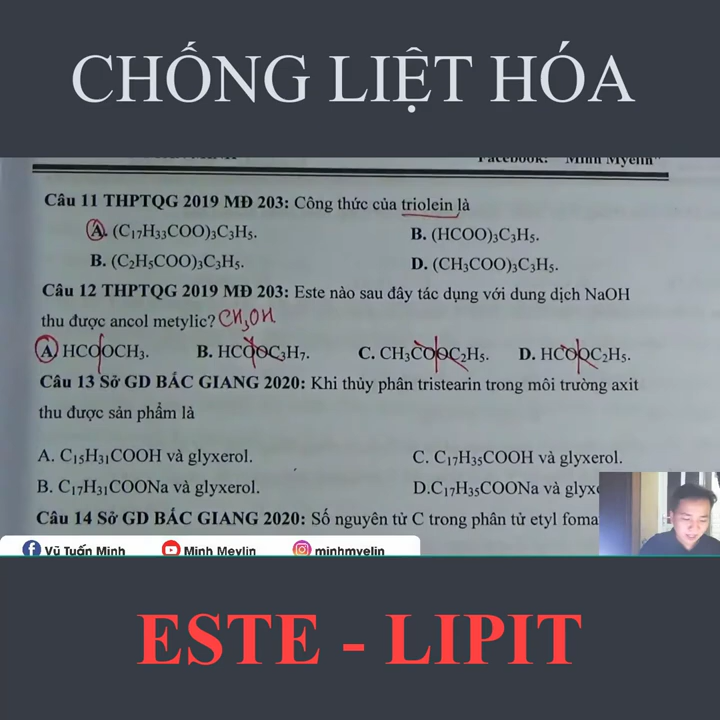 CHỐNG LIỆT HÓA
Facebook: "Minh Myelin"
Câu 11 THPTQG 2019 MĐ 203: Công thức của triolein là
A. (C₁₇H₃₃COO)₃C₃H₅. B. (HCOO)₃C₃H₅.
B. (C₂H₅COO)₃C₃H₅. D. (CH₃COO)₃C₃H₅.
Câu 12 THPTQG 2019 MĐ 203: Este nào sau đây tác dụng với dung dịch NaOH
thu được ancol metylic? CH₃OH
A HCOOCH₃. B. HCOOC₃H₇. C. CH₃COOC₂H₅. D. HCOOC₂H₅.
Câu 13 Sở GD BẮC GIANG 2020: Khi thủy phân tristearin trong môi trường axit
thu được sản phẩm là
A. C₁₅H₃₁COOH và glyxerol. C. C₁₇H₃₅COOH và glyxerol.
B. C₁₇H₃₁COONa và glyxerol. D.C₁₇H₃₅COONa và glyx
Câu 14 Sở GD BẮC GIANG 2020: Số nguyên tử C trong phân tử etyl foma
Vũ Tuấn Minh Minh Myelin minhmyelin
ESTE - LIPIT